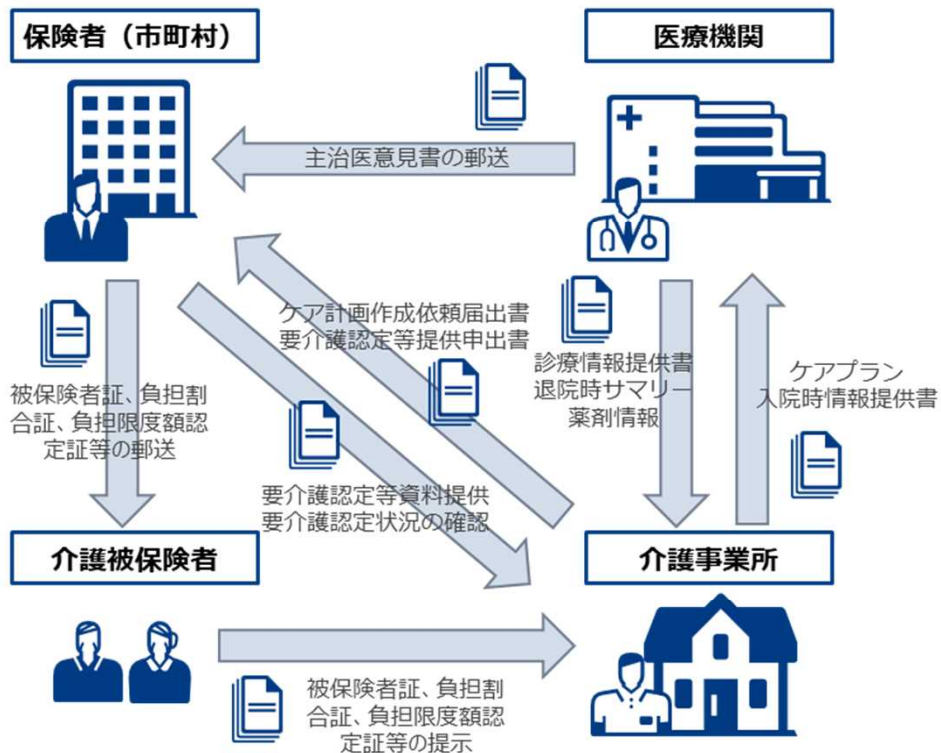 保険者（市町村）
医療機関
主治医意見書の郵送
ケア計画作成依頼届出書
要介護認定等提供申出書
被保険者証、負担割
合証、負担限度額認
定証等の郵送
診療情報提供書
退院時サマリー
薬剤情報
ケアプラン
入院時情報提供書
要介護認定等資料提供
要介護認定状況の確認
介護被保険者
介護事業所
被保険者証、負担割
合証、負担限度額認
定証等の提示